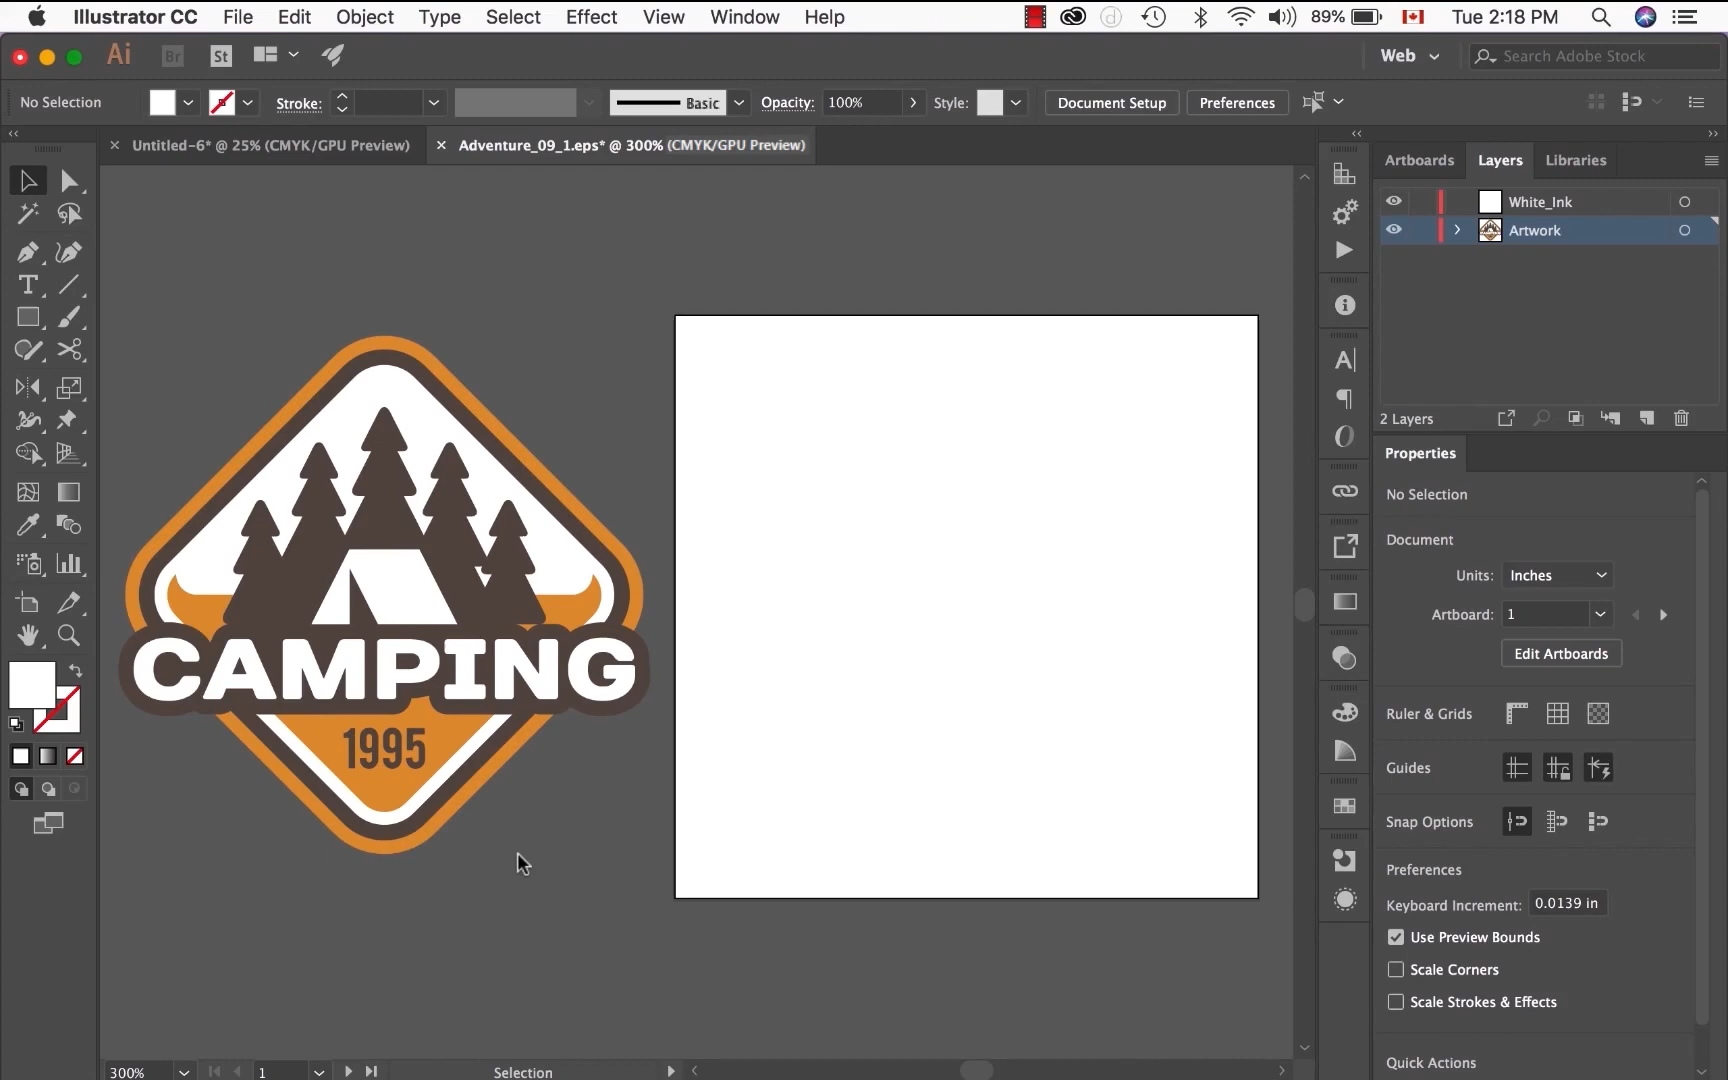 Illustrator CC File Edit Object Type Select Effect View Window Help 89% Tue 2:18 PM
Ai Br St Web Search Adobe Stock
No Selection Stroke: Basic Opacity: 100% Style: Document Setup Preferences
Untitled-6* @ 25% (CMYK/GPU Preview) Adventure_09_1.eps* @ 300% (CMYK/GPU Preview)
Artboards Layers Libraries
White_Ink
Artwork
2 Layers
Properties
No Selection
Document
Units: Inches
Artboard: 1
Edit Artboards
Ruler & Grids
Guides
Snap Options
Preferences
Keyboard Increment: 0.0139 in
Use Preview Bounds
Scale Corners
Scale Strokes & Effects
Quick Actions
CAMPING
1995
300% 1 Selection